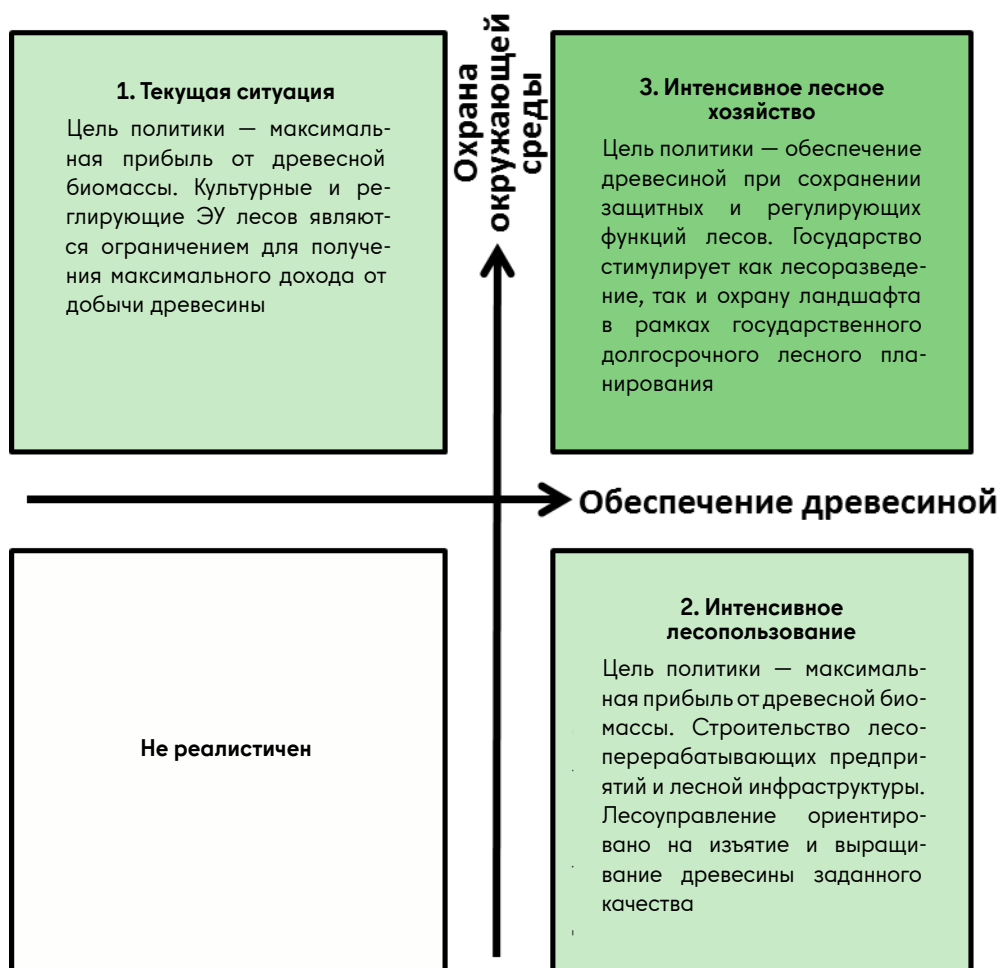 1. Текущая ситуация
Цель политики — максималь-
ная прибыль от древесной
биомассы. Культурные и ре-
глирующие ЭУ лесов являют-
ся ограничением для получе-
ния максимального дохода от
добычи древесины
Охрана
окружающей
среды
3. Интенсивное лесное
хозяйство
Цель политики — обеспечение
древесиной при сохранении
защитных и регулирующих
функций лесов. Государство
стимулирует как лесоразведе-
ние, так и охрану ландшафта
в рамках государственного
долгосрочного лесного пла-
нирования
Обеспечение древесиной
Не реалистичен
2. Интенсивное
лесопользование
Цель политики — максималь-
ная прибыль от древесной био-
массы. Строительство лесо-
перерабатывающих предпри-
ятий и лесной инфраструктуры.
Лесоуправление ориентиро-
вано на изъятие и выращи-
вание древесины заданного
качества